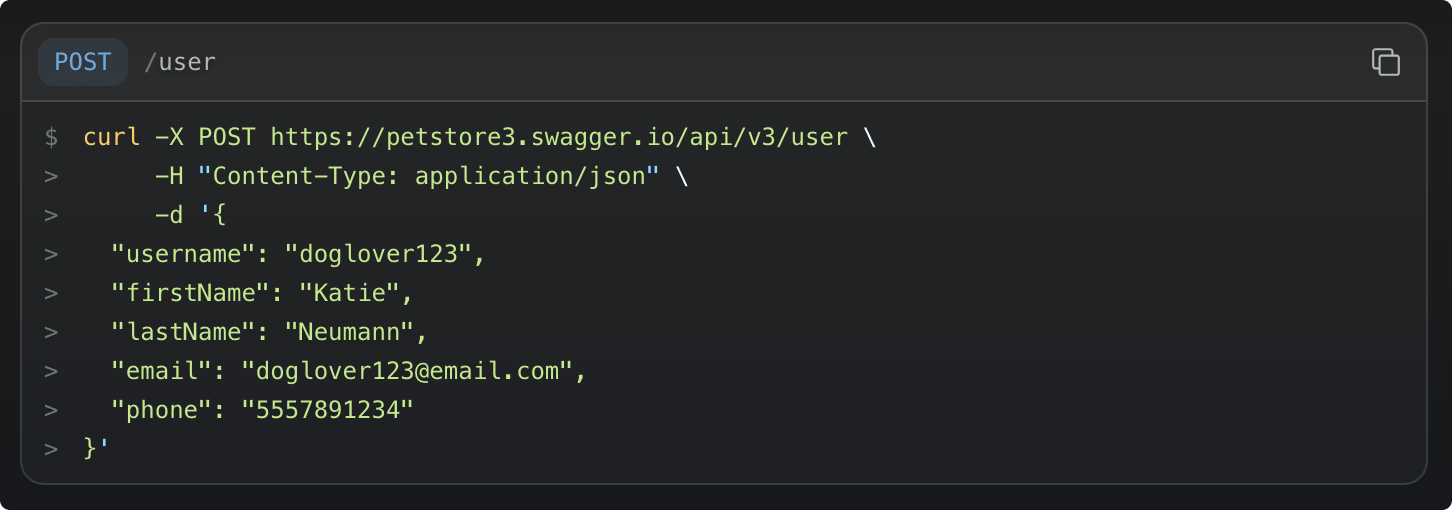 POST /user
$ curl -X POST https://petstore3.swagger.io/api/v3/user \
> -H "Content-Type: application/json" \
> -d '{
> "username": "doglover123",
> "firstName": "Katie",
> "lastName": "Neumann",
> "email": "doglover123@email.com",
> "phone": "5557891234"
> }'